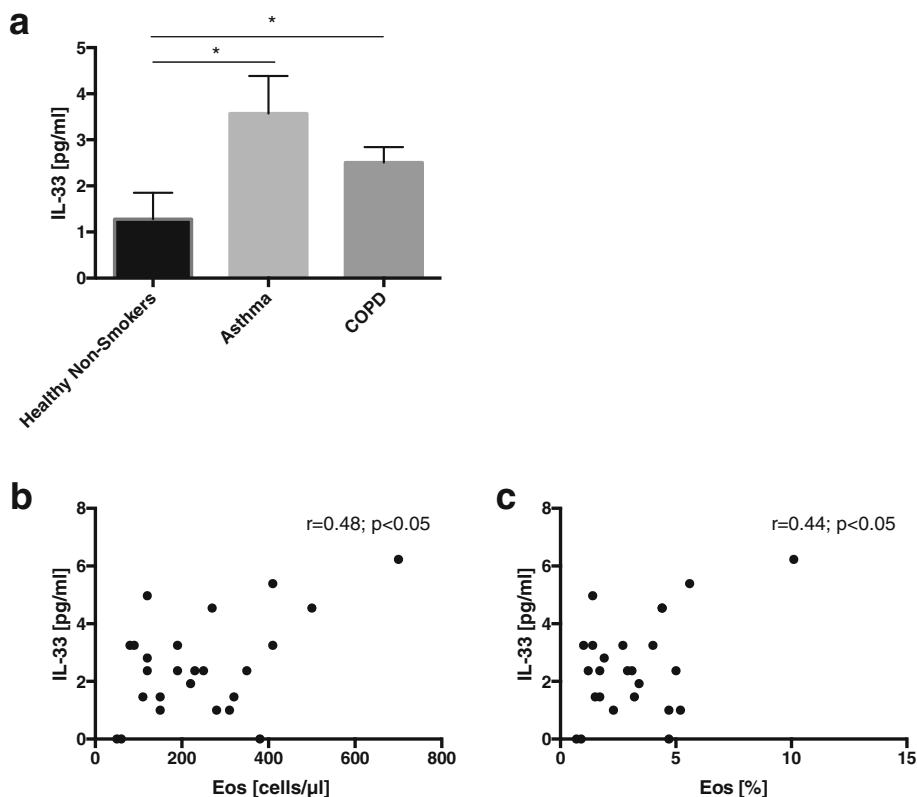 a
*
*
5
4
3
2
1
0
IL-33 [pg/ml]
Healthy Non-Smokers
Asthma
COPD
b
r=0.48; p<0.05
8
6
4
2
0
IL-33 [pg/ml]
0 200 400 600 800
Eos [cells/µl]
c
r=0.44; p<0.05
8
6
4
2
0
IL-33 [pg/ml]
0 5 10 15
Eos [%]